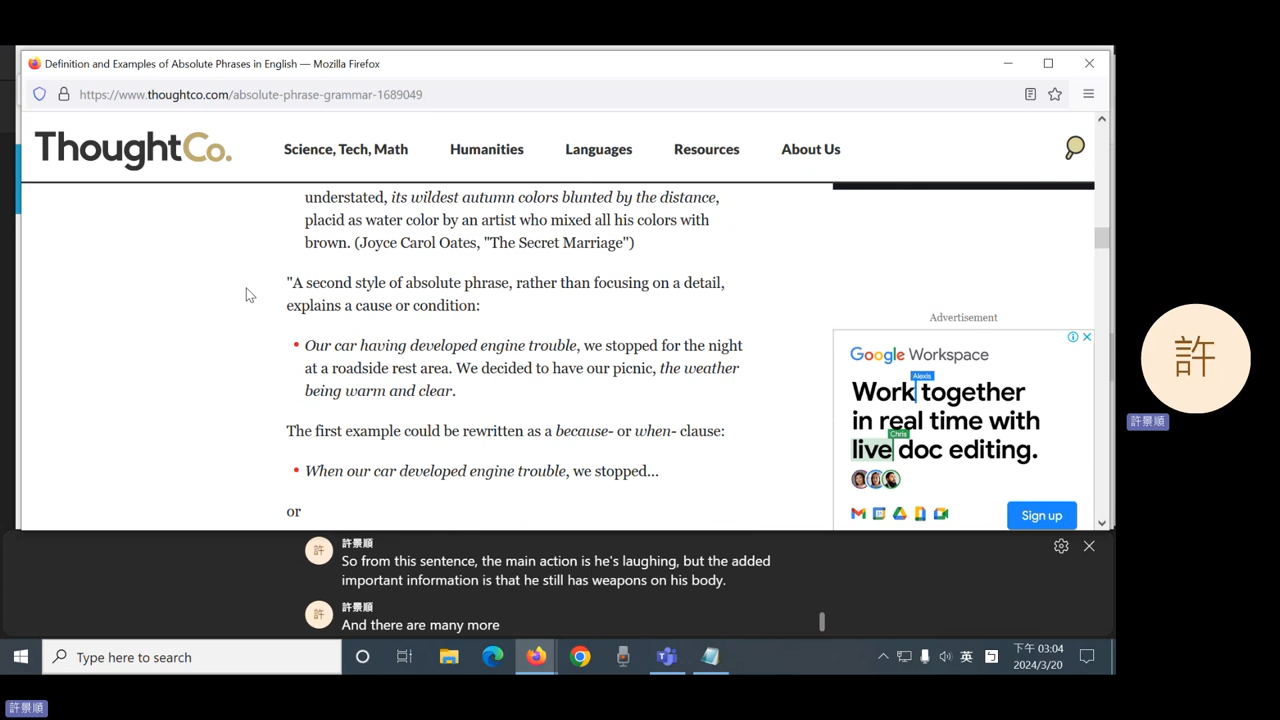 Definition and Examples of Absolute Phrases in English — Mozilla Firefox
https://www.thoughtco.com/absolute-phrase-grammar-1689049
ThoughtCo.
Science, Tech, Math
Humanities
Languages
Resources
About Us
understated, its wildest autumn colors blunted by the distance,
placid as water color by an artist who mixed all his colors with
brown. (Joyce Carol Oates, "The Secret Marriage")
"A second style of absolute phrase, rather than focusing on a detail,
explains a cause or condition:
• Our car having developed engine trouble, we stopped for the night
at a roadside rest area. We decided to have our picnic, the weather
being warm and clear.
The first example could be rewritten as a because- or when- clause:
• When our car developed engine trouble, we stopped...
or
Advertisement
Google Workspace
Alexis
Work together
in real time with
Chris
live doc editing.
Sign up
許
許景順
許
許景順
So from this sentence, the main action is he's laughing, but the added
important information is that he still has weapons on his body.
許
許景順
And there are many more
Type here to search
英
下午 03:04
2024/3/20
許景順